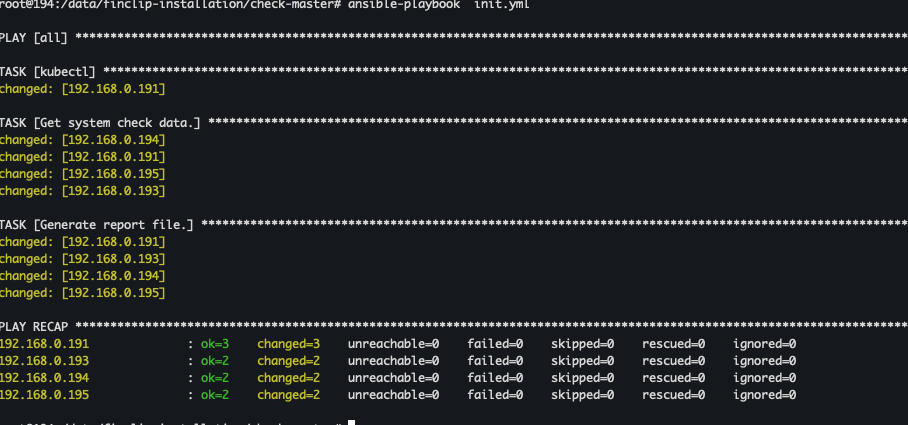 root@194:/data/finclip-installation/check-master# ansible-playbook  init.yml
PLAY [all] ***********************************************************************************************************************
TASK [kubectl] *******************************************************************************************************************
changed: [192.168.0.191]
TASK [Get system check data.] ****************************************************************************************************
changed: [192.168.0.194]
changed: [192.168.0.191]
changed: [192.168.0.195]
changed: [192.168.0.193]
TASK [Generate report file.] *****************************************************************************************************
changed: [192.168.0.191]
changed: [192.168.0.193]
changed: [192.168.0.194]
changed: [192.168.0.195]
PLAY RECAP ***********************************************************************************************************************
192.168.0.191              : ok=3    changed=3    unreachable=0    failed=0    skipped=0    rescued=0    ignored=0
192.168.0.193              : ok=2    changed=2    unreachable=0    failed=0    skipped=0    rescued=0    ignored=0
192.168.0.194              : ok=2    changed=2    unreachable=0    failed=0    skipped=0    rescued=0    ignored=0
192.168.0.195              : ok=2    changed=2    unreachable=0    failed=0    skipped=0    rescued=0    ignored=0